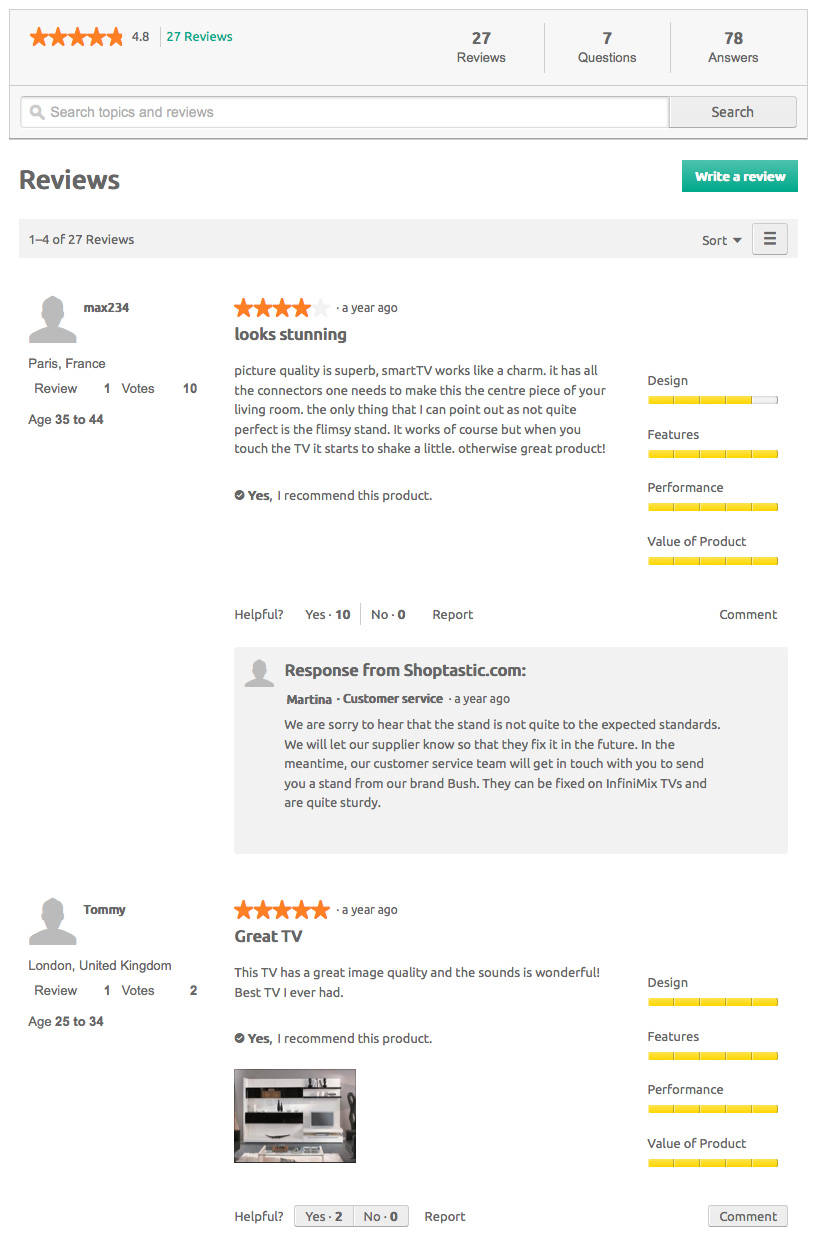 4.8 27 Reviews
27 7 78
Reviews Questions Answers
Search topics and reviews Search
Reviews Write a review
1–4 of 27 Reviews Sort
max234 · a year ago
looks stunning
Paris, France
Review 1 Votes 10
Age 35 to 44
picture quality is superb, smartTV works like a charm. it has all
the connectors one needs to make this the centre piece of your
living room. the only thing that I can point out as not quite
perfect is the flimsy stand. It works of course but when you
touch the TV it starts to shake a little. otherwise great product!
Yes, I recommend this product.
Design
Features
Performance
Value of Product
Helpful? Yes · 10 No · 0 Report Comment
Response from Shoptastic.com:
Martina · Customer service · a year ago
We are sorry to hear that the stand is not quite to the expected standards.
We will let our supplier know so that they fix it in the future. In the
meantime, our customer service team will get in touch with you to send
you a stand from our brand Bush. They can be fixed on InfiniMix TVs and
are quite sturdy.
Tommy · a year ago
Great TV
London, United Kingdom
Review 1 Votes 2
Age 25 to 34
This TV has a great image quality and the sounds is wonderful!
Best TV I ever had.
Yes, I recommend this product.
Design
Features
Performance
Value of Product
Helpful? Yes · 2 No · 0 Report Comment